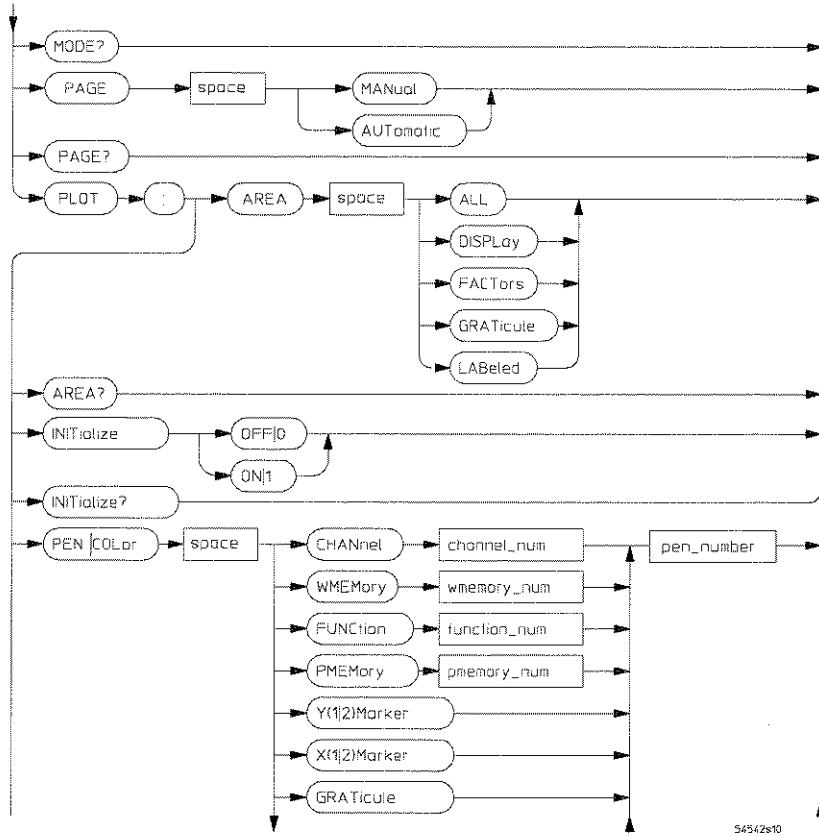 MODE?
PAGE space MANual
AUTomatic
PAGE?
PLOT : AREA space ALL
DISPLay
FACTors
GRATicule
LABeled
AREA?
INITialize OFF|0
ON|1
INITialize?
PEN |COLor space CHANnel channel_num pen_number
WMEMory wmemory_num
FUNCtion function_num
PMEMory pmemory_num
Y(1|2)Marker
X(1|2)Marker
GRATicule
54542s10